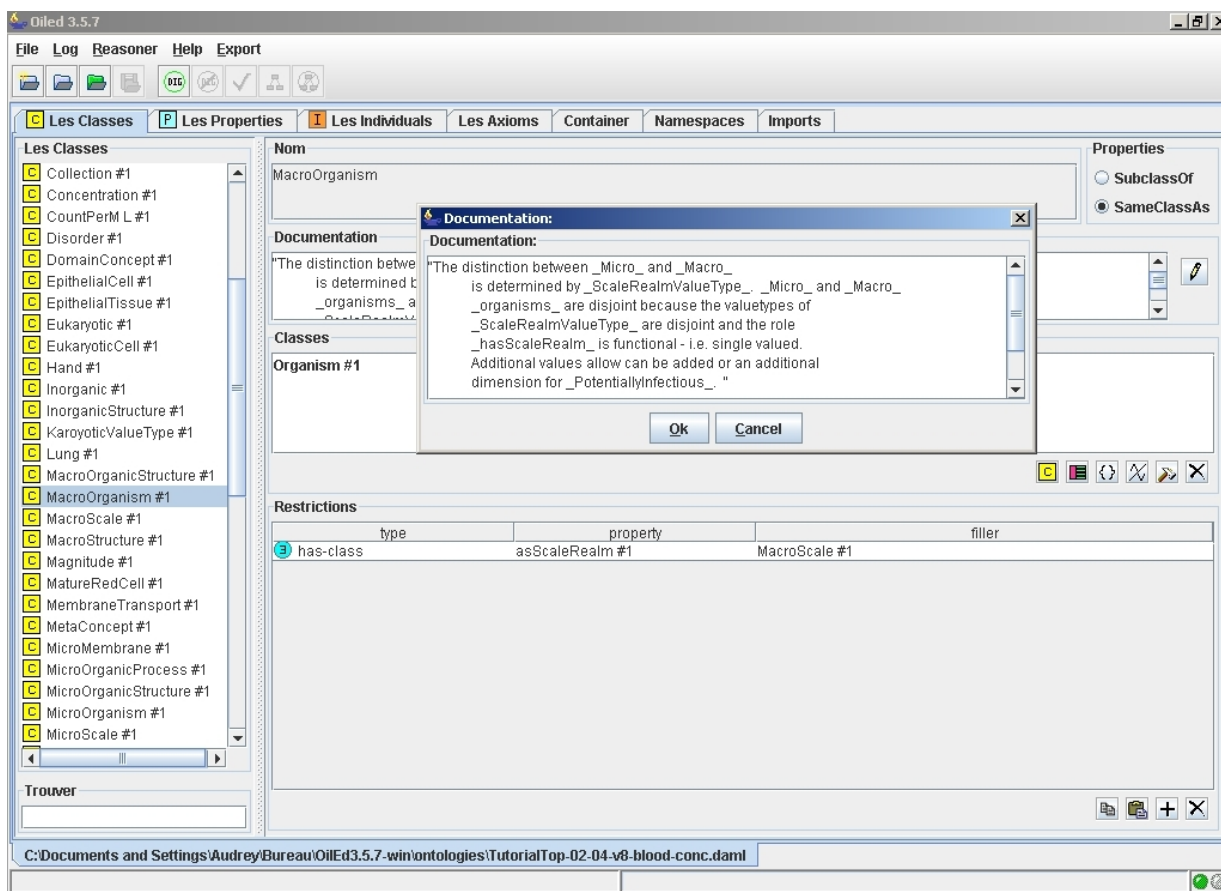 Oiled 3.5.7
File Log Reasoner Help Export
DIG
C Les Classes P Les Properties I Les Individuals Les Axioms Container Namespaces Imports
Les Classes
C Collection #1
C Concentration #1
C CountPerM L #1
C Disorder #1
C DomainConcept #1
C EpithelialCell #1
C EpithelialTissue #1
C Eukaryotic #1
C EukaryoticCell #1
C Hand #1
C Inorganic #1
C InorganicStructure #1
C KaroyoticValueType #1
C Lung #1
C MacroOrganicStructure #1
C MacroOrganism #1
C MacroScale #1
C MacroStructure #1
C Magnitude #1
C MatureRedCell #1
C MembraneTransport #1
C MetaConcept #1
C MicroMembrane #1
C MicroOrganicProcess #1
C MicroOrganicStructure #1
C MicroOrganism #1
C MicroScale #1
Trouver
Nom
MacroOrganism
Properties
SubclassOf
SameClassAs
Documentation
"The distinction betwe
is determined b
_organisms_ a
Classes
Organism #1
Documentation:
Documentation:
"The distinction between _Micro_ and _Macro_
is determined by _ScaleRealmValueType_. _Micro_ and _Macro_
_organisms_ are disjoint because the valuetypes of
_ScaleRealmValueType_ are disjoint and the role
_hasScaleRealm_ is functional - i.e. single valued.
Additional values allow can be added or an additional
dimension for _PotentiallyInfectious_. "
Ok Cancel
C {}
Restrictions
type property filler
has-class asScaleRealm #1 MacroScale #1
C:\Documents and Settings\Audrey\Bureau\OilEd3.5.7-win\ontologies\TutorialTop-02-04-v8-blood-conc.daml